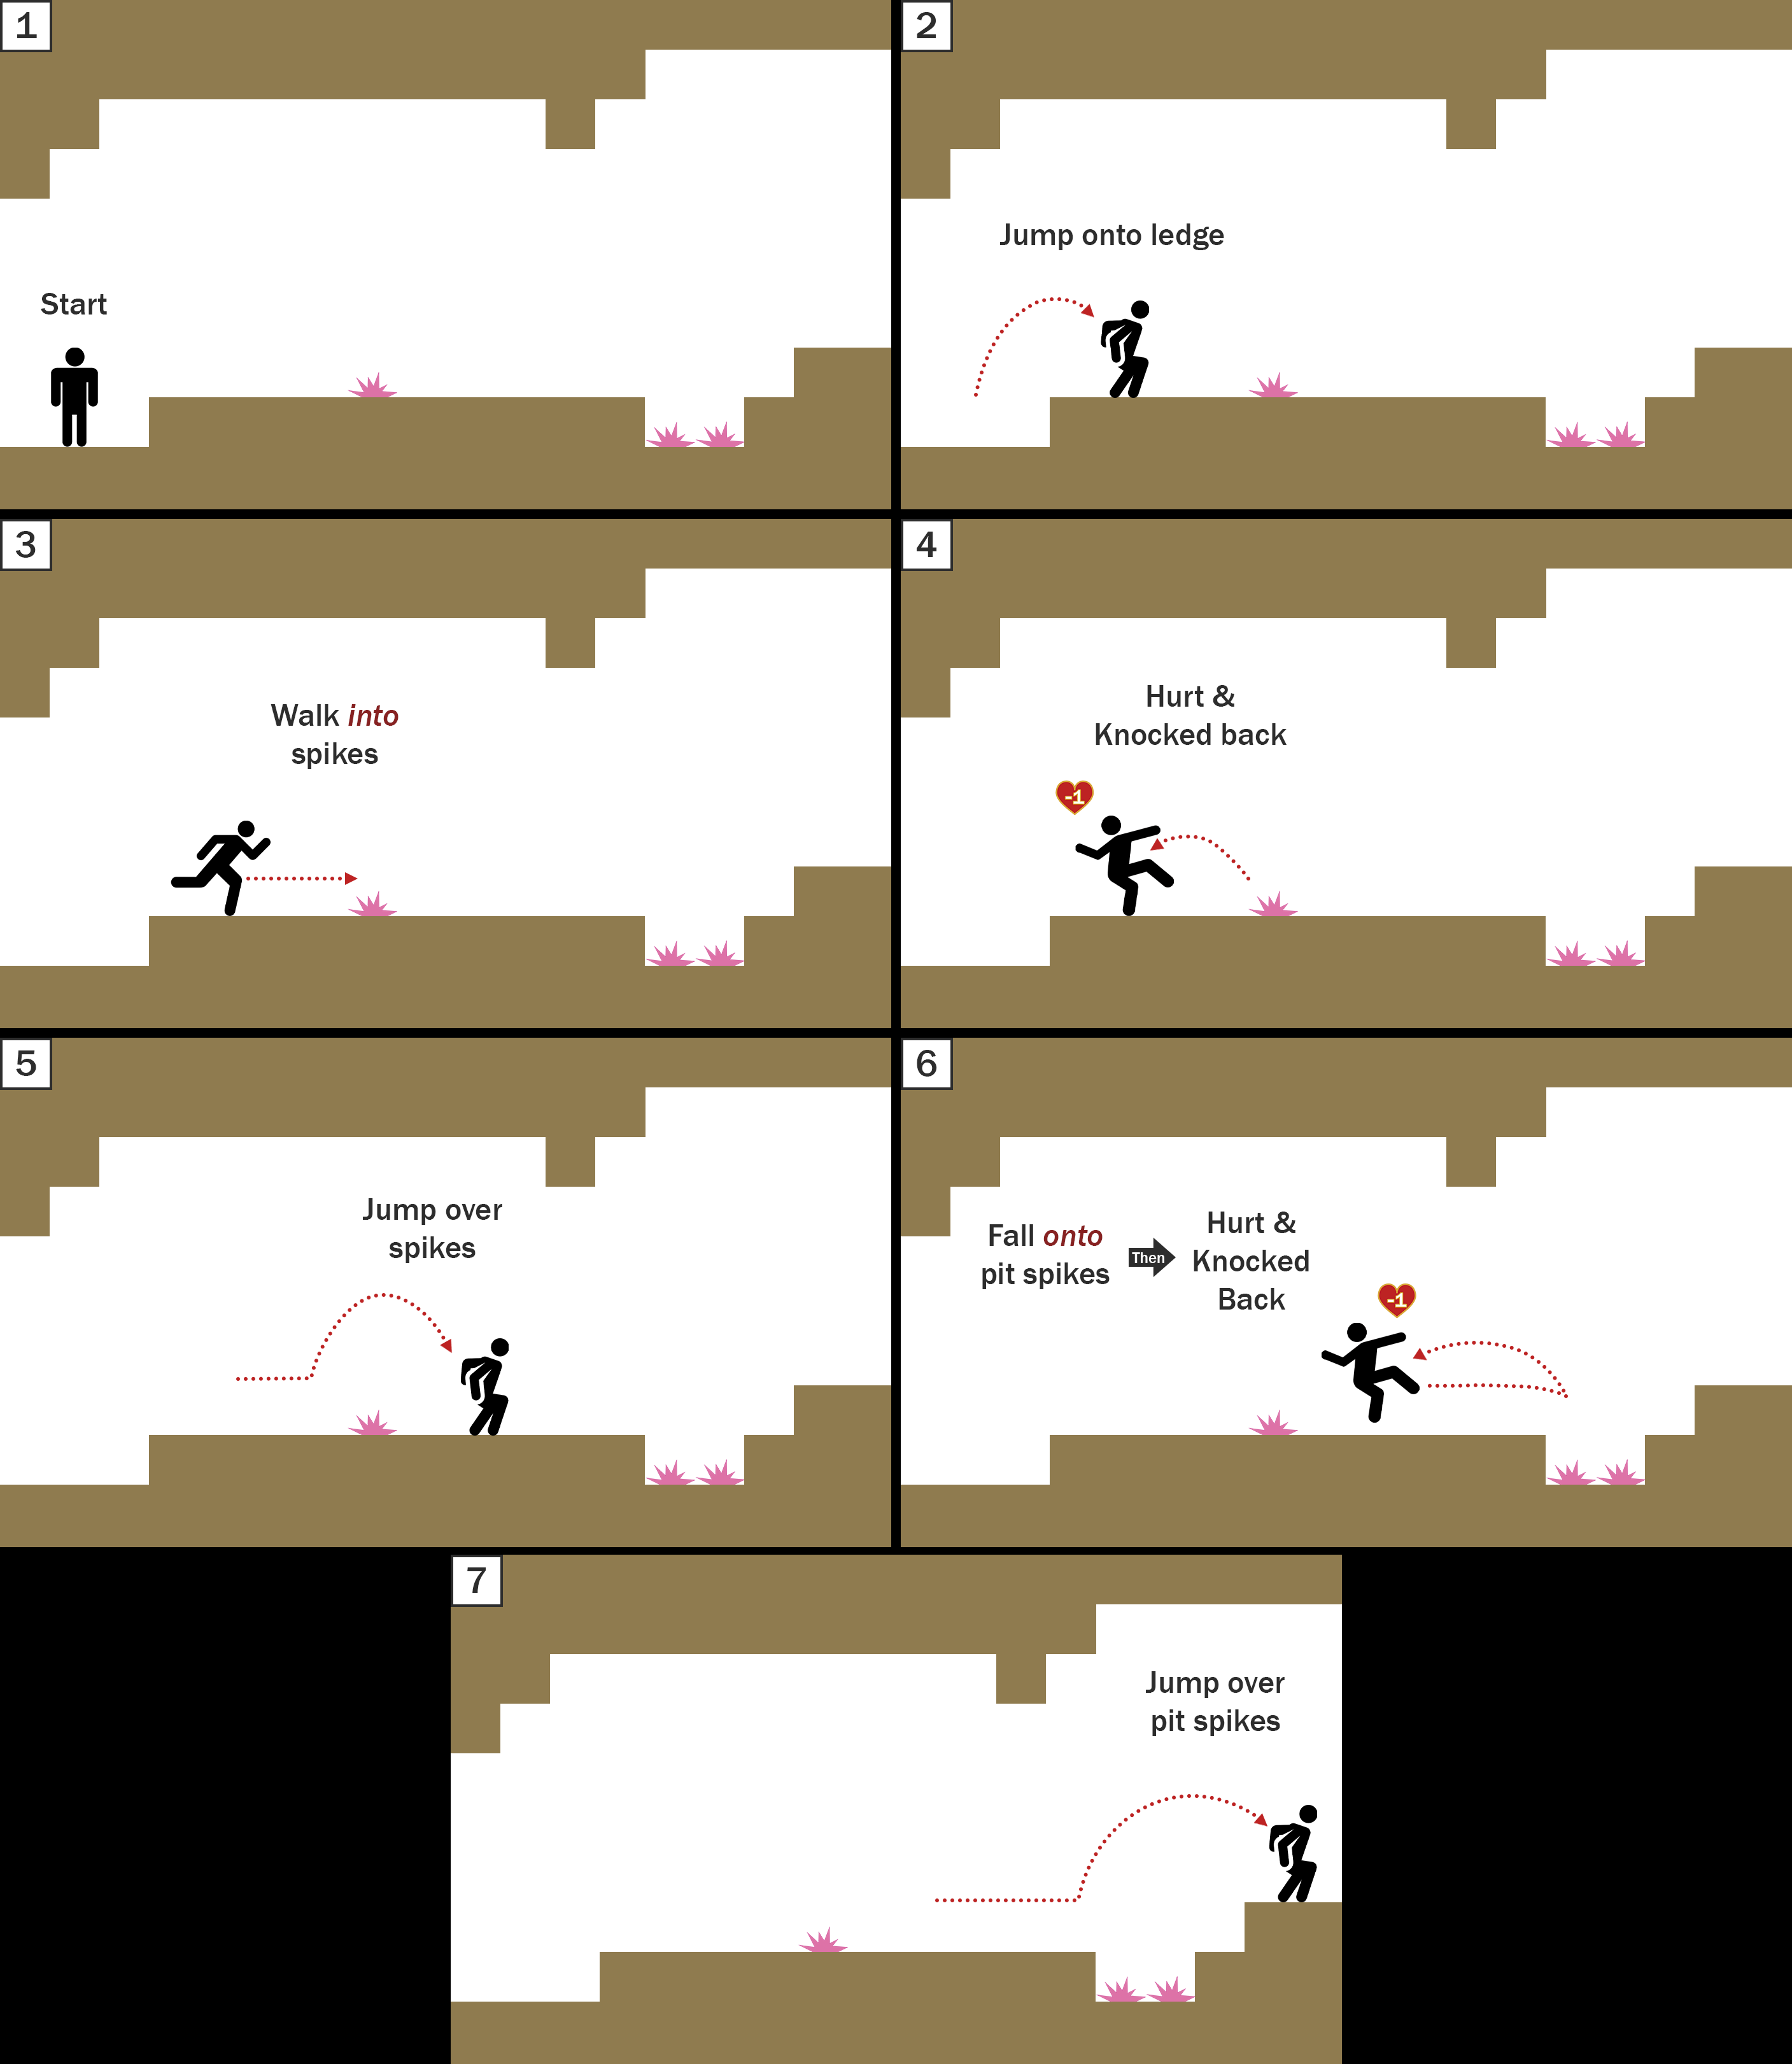 1
Start
2
Jump onto ledge
3
Walk into
spikes
4
Hurt &
Knocked back
-1
5
Jump over
spikes
6
Fall onto
pit spikes
Then
Hurt &
Knocked
Back
-1
7
Jump over
pit spikes